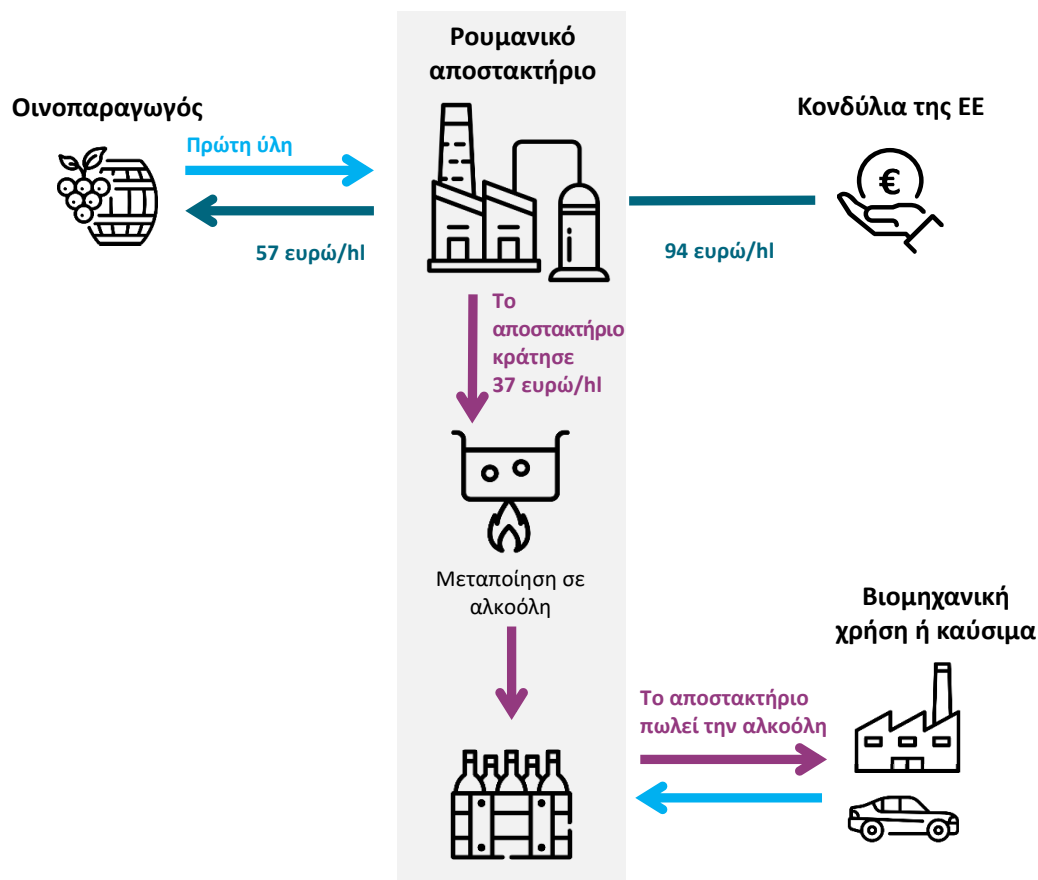 Ρουμανικό
αποστακτήριο
Οινοπαραγωγός
Κονδύλια της ΕΕ
Πρώτη ύλη
€
57 ευρώ/hl
94 ευρώ/hl
Το
αποστακτήριο
κράτησε
37 ευρώ/hl
Μεταποίηση σε
αλκοόλη
Βιομηχανική
χρήση ή καύσιμα
Το αποστακτήριο
πωλεί την αλκοόλη